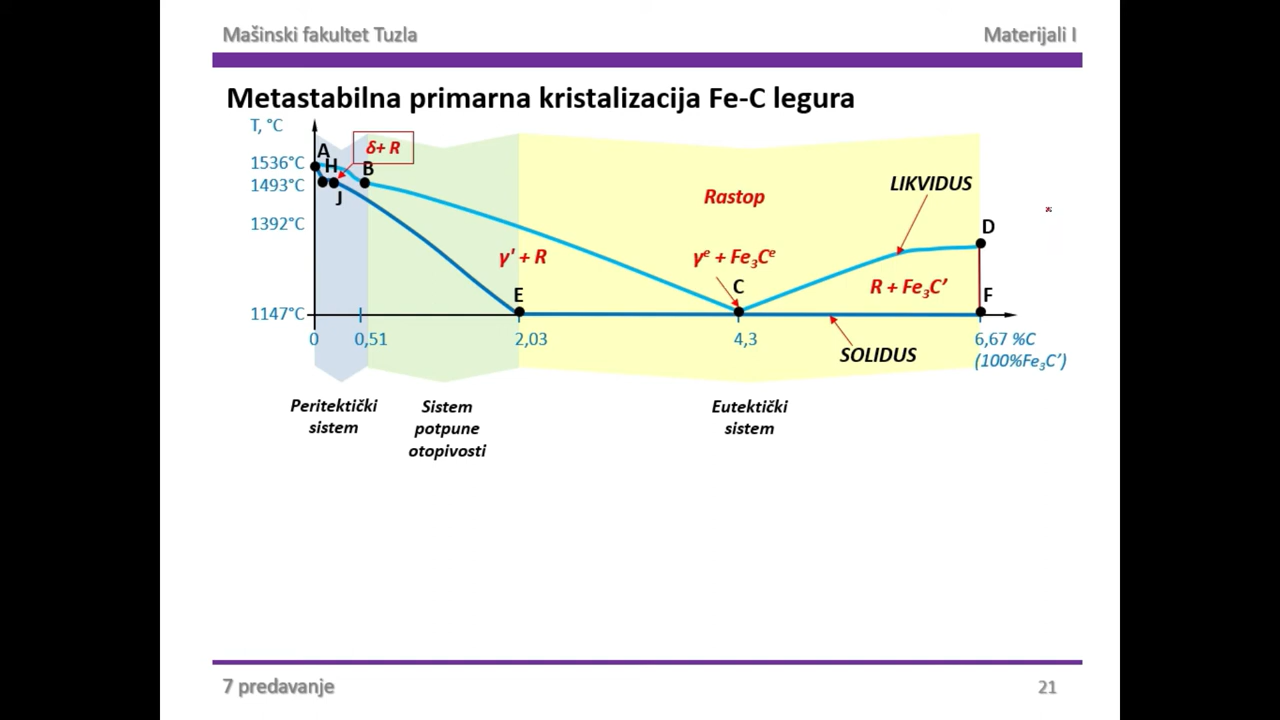 Mašinski fakultet Tuzla
Materijali I
Metastabilna primarna kristalizacija Fe-C legura
T, °C
A
H
δ+ R
B
J
1536°C
1493°C
1392°C
1147°C
Rastop
LIKVIDUS
D
γ' + R
γᵉ + Fe₃Cᵉ
R + Fe₃C’
E
C
F
0
0,51
2,03
4,3
6,67 %C
(100%Fe₃C’)
SOLIDUS
Peritektički
sistem
Sistem
potpune
otopivosti
Eutektički
sistem
7 predavanje
21